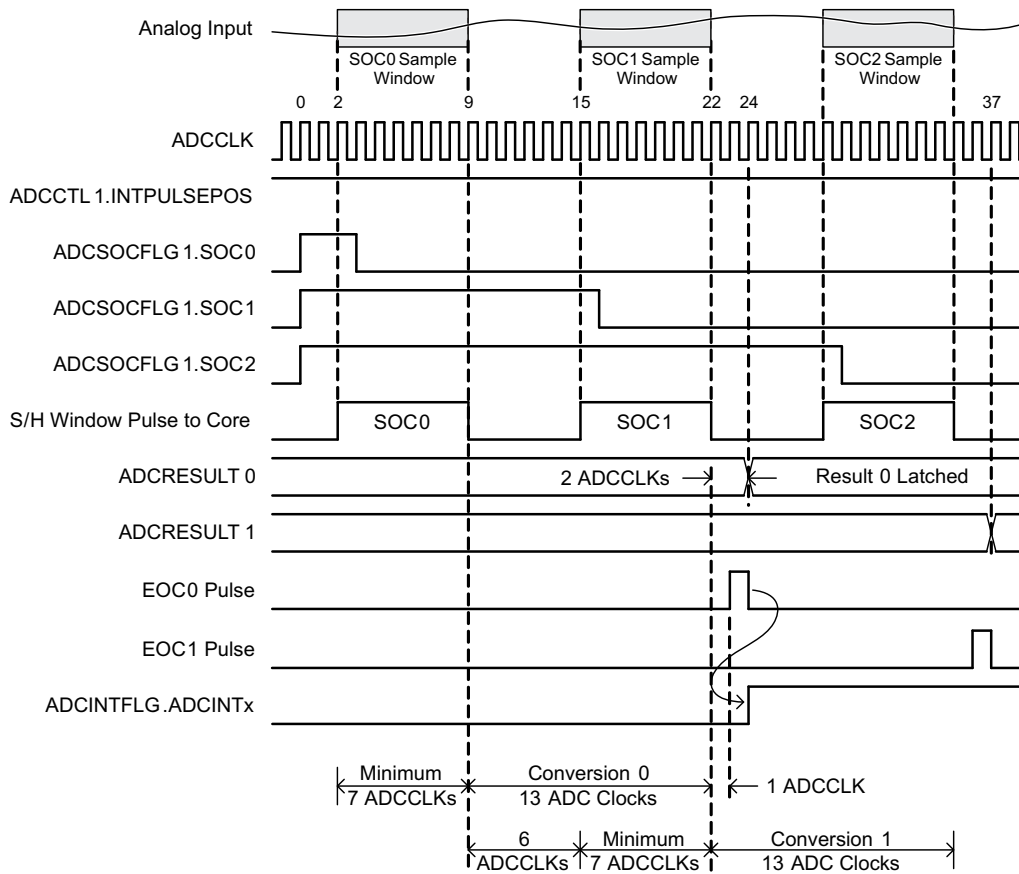 Analog Input
SOC0 Sample
Window
SOC1 Sample
Window
SOC2 Sample
Window
0 2 9 15 22 24 37
ADCCLK
ADCCTL 1.INTPULSEPOS
ADCSOCFLG 1.SOC0
ADCSOCFLG 1.SOC1
ADCSOCFLG 1.SOC2
S/H Window Pulse to Core
SOC0 SOC1 SOC2
ADCRESULT 0
2 ADCCLKs
Result 0 Latched
ADCRESULT 1
EOC0 Pulse
EOC1 Pulse
ADCINTFLG.ADCINTx
Minimum
7 ADCCLKs
Conversion 0
13 ADC Clocks
1 ADCCLK
6
ADCCLKs
Minimum
7 ADCCLKs
Conversion 1
13 ADC Clocks